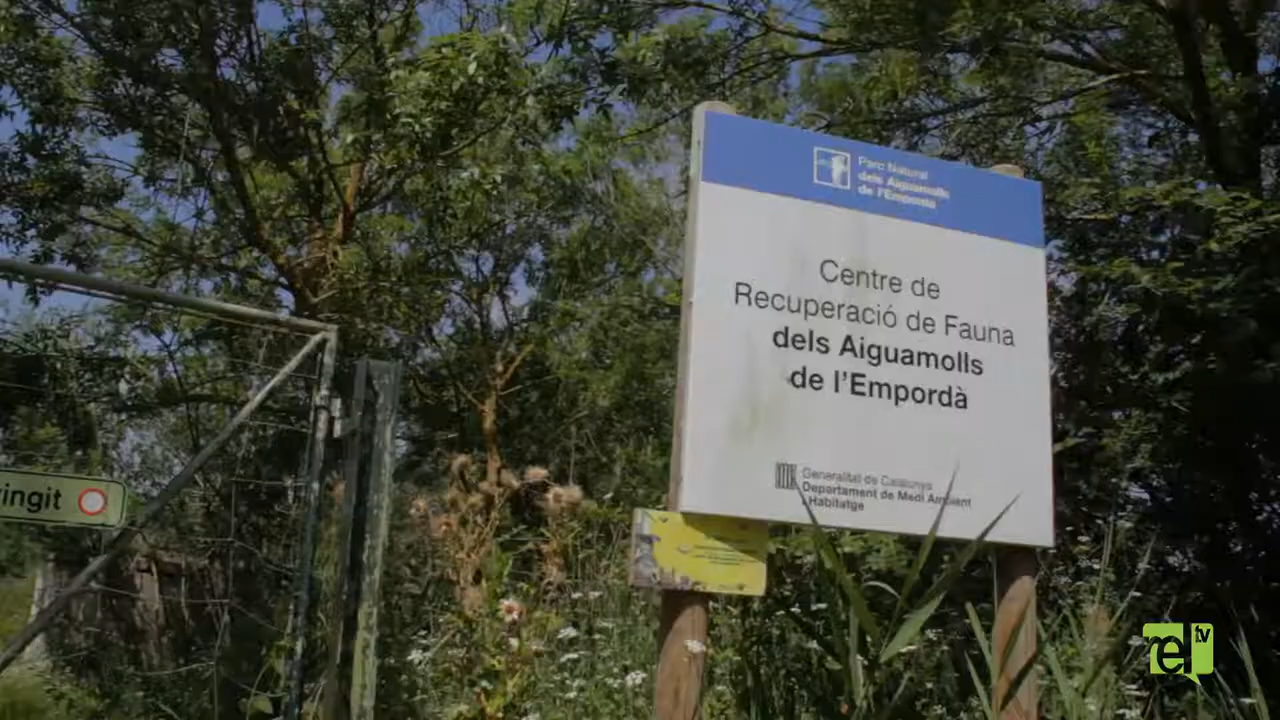 Parc Natural
dels Aiguamolls
de l'Empordà
Centre de
Recuperació de Fauna
dels Aiguamolls
de l'Empordà
Generalitat de Catalunya
Departament de Medi Ambient
i Habitatge
ringit
tv